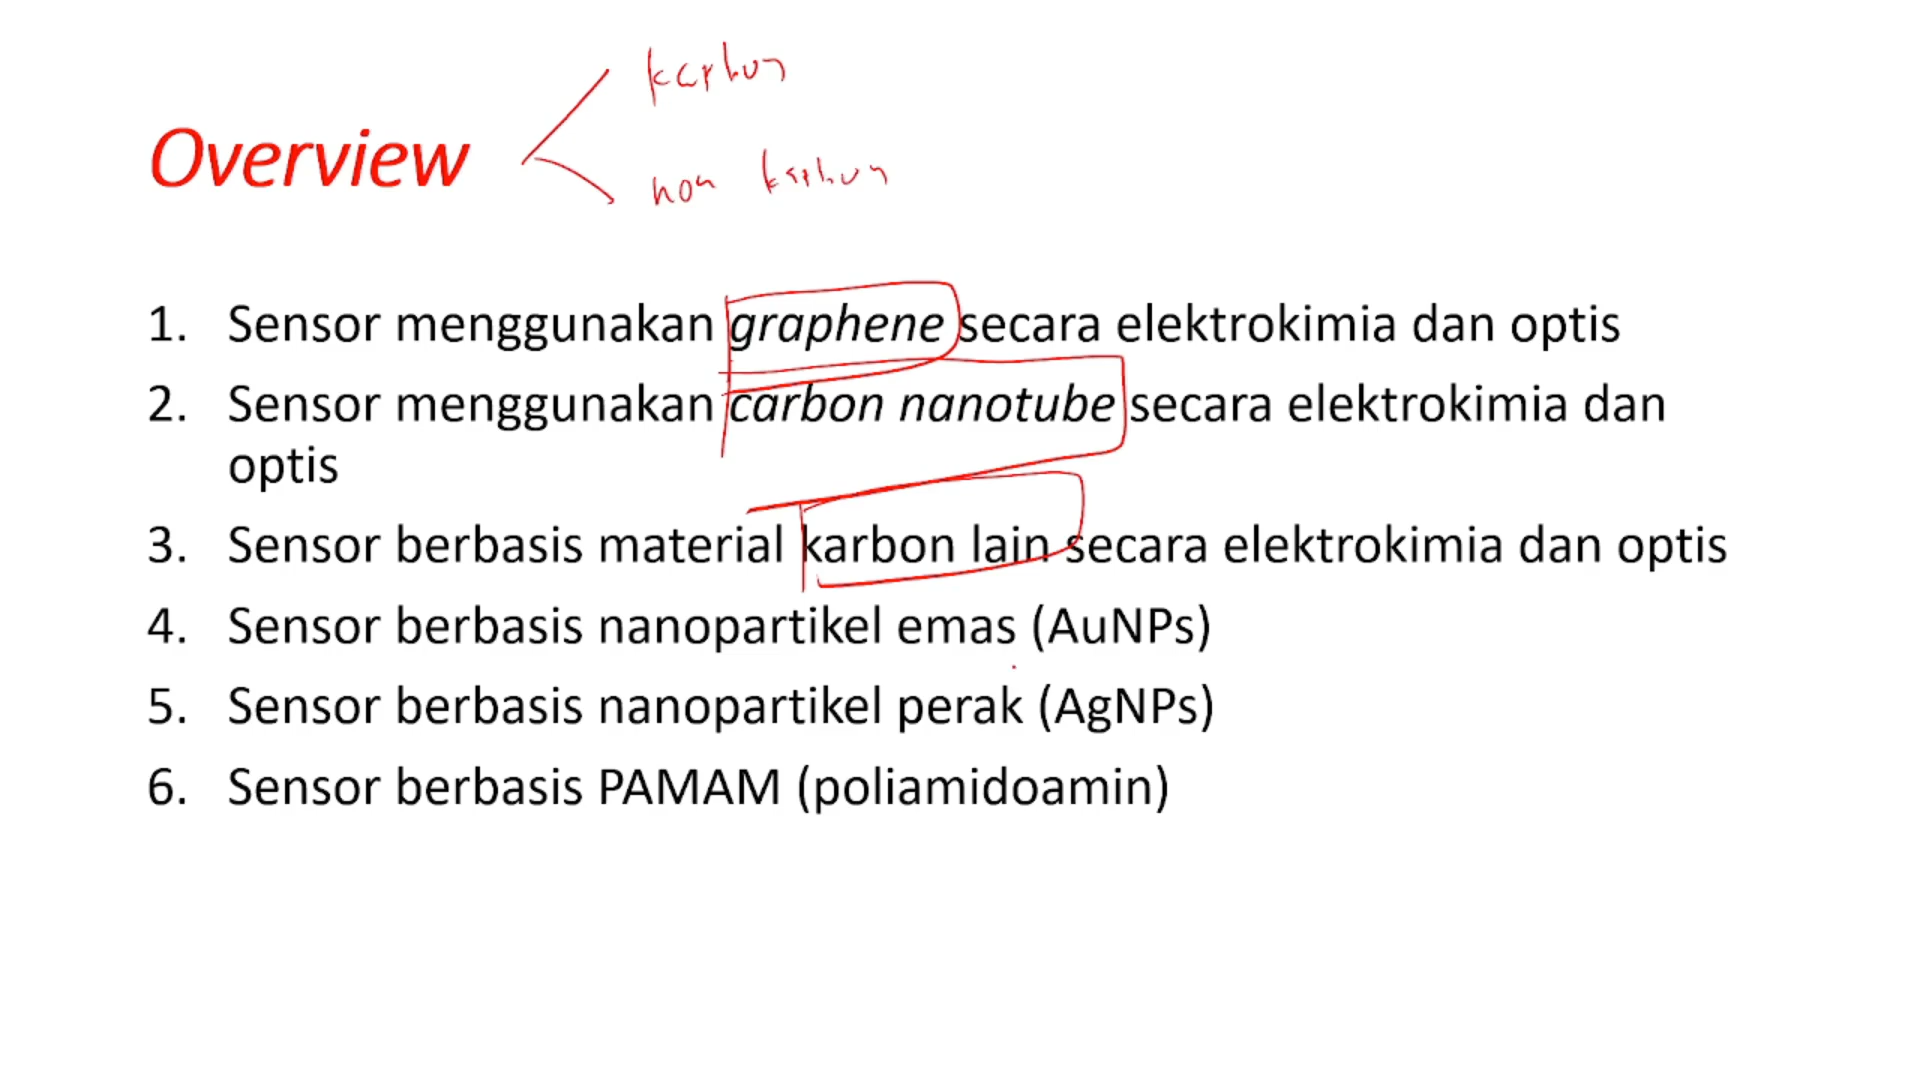 karbon
Overview
non karbon
1. Sensor menggunakan graphene secara elektrokimia dan optis
2. Sensor menggunakan carbon nanotube secara elektrokimia dan
optis
3. Sensor berbasis material karbon lain secara elektrokimia dan optis
4. Sensor berbasis nanopartikel emas (AuNPs)
5. Sensor berbasis nanopartikel perak (AgNPs)
6. Sensor berbasis PAMAM (poliamidoamin)